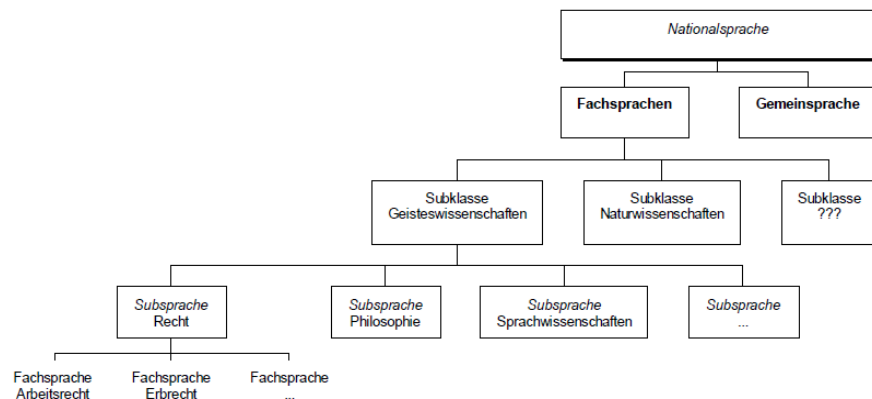 Nationalsprache
Fachsprachen
Gemeinsprache
Subklasse
Geisteswissenschaften
Subklasse
Naturwissenschaften
Subklasse
???
Subsprache
Recht
Subsprache
Philosophie
Subsprache
Sprachwissenschaften
Subsprache
...
Fachsprache
Arbeitsrecht
Fachsprache
Erbrecht
Fachsprache
...